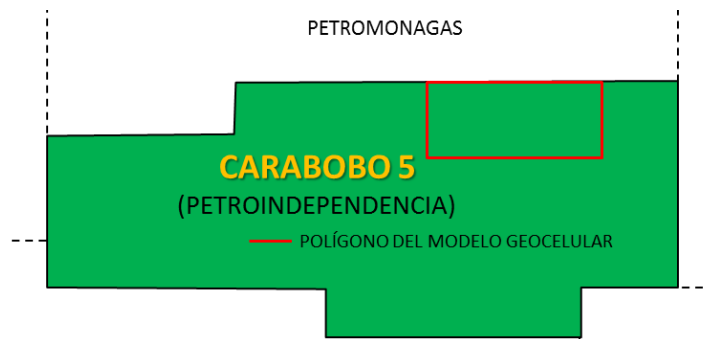 PETROMONAGAS
CARABOBO 5
(PETROINDEPENDENCIA)
POLÍGONO DEL MODELO GEOCELULAR